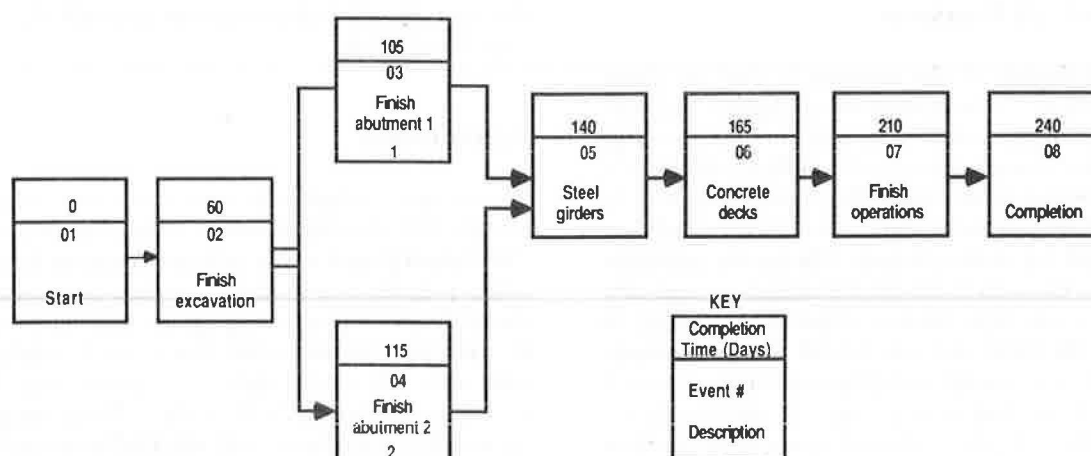 0
01
Start
60
02
Finish
excavation
105
03
Finish
abutment 1
1
115
04
Finish
abutment 2
2
140
05
Steel
girders
165
06
Concrete
decks
210
07
Finish
operations
240
08
Completion
KEY
Completion
Time (Days)
Event #
Description